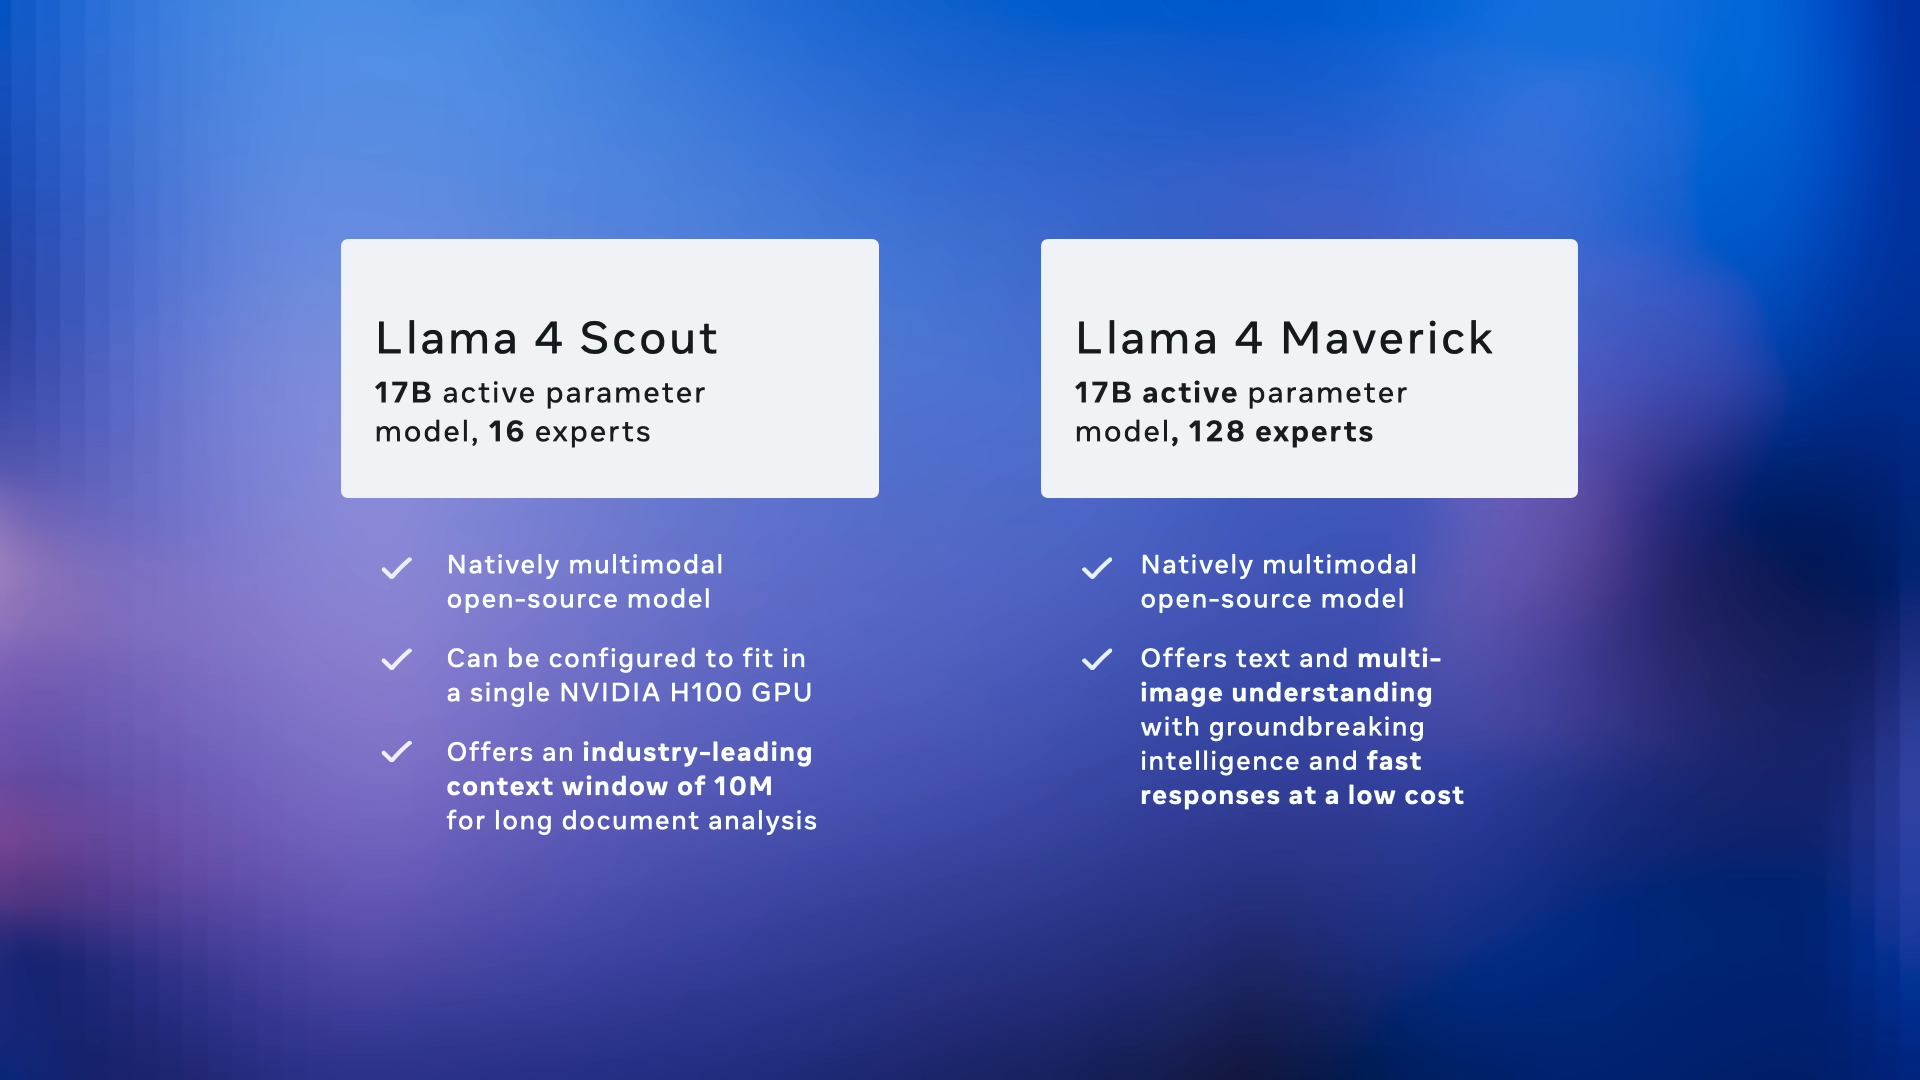 Llama 4 Scout
17B active parameter
model, 16 experts
Natively multimodal
open-source model
Can be configured to fit in
a single NVIDIA H100 GPU
Offers an industry-leading
context window of 10M
for long document analysis
Llama 4 Maverick
17B active parameter
model, 128 experts
Natively multimodal
open-source model
Offers text and multi-
image understanding
with groundbreaking
intelligence and fast
responses at a low cost